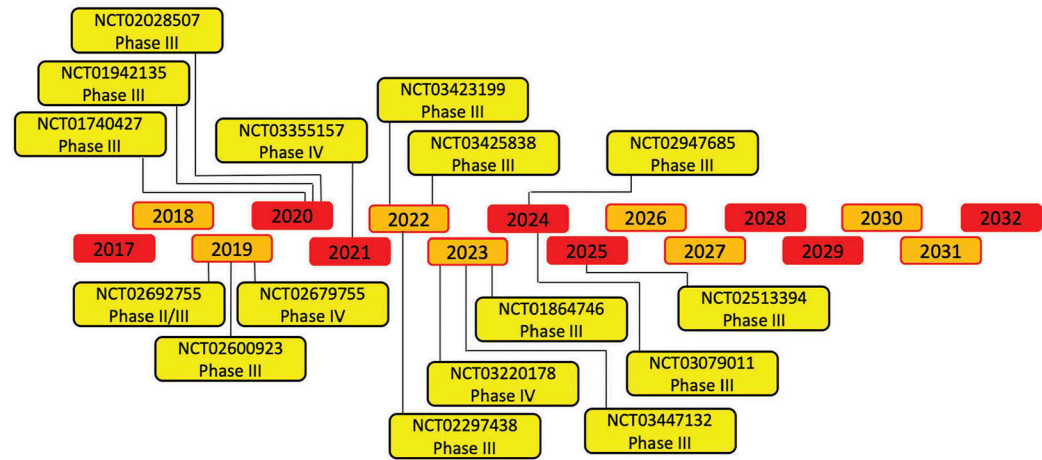 NCT02028507
Phase III
NCT01942135
Phase III
NCT01740427
Phase III
NCT03355157
Phase IV
NCT03423199
Phase III
NCT03425838
Phase III
NCT02947685
Phase III
2018
2020
2022
2024
2026
2028
2030
2032
2017
2019
2021
2023
2025
2027
2029
2031
NCT02692755
Phase II/III
NCT02679755
Phase IV
NCT02600923
Phase III
NCT01864746
Phase III
NCT02513394
Phase III
NCT03220178
Phase IV
NCT03079011
Phase III
NCT02297438
Phase III
NCT03447132
Phase III